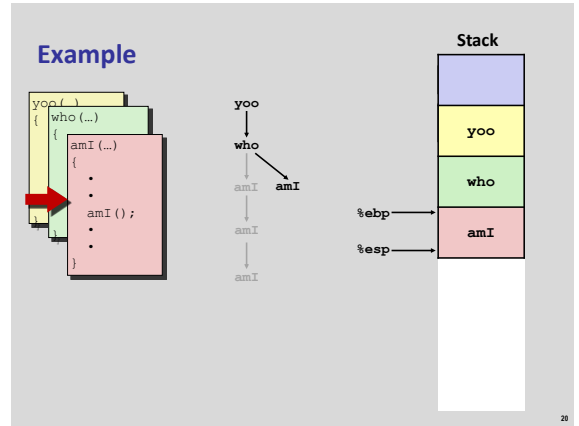 Example
Stack
yoo(…)
{
}
who(…)
{
}
amI(…)
{
•
•
amI();
•
•
}
yoo
who
amI amI
amI
amI
yoo
who
%ebp
amI
%esp
20